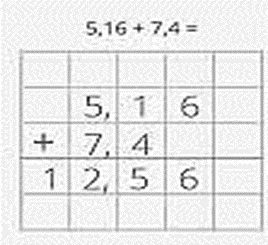 5,16 + 7,4 =
5, 1 6
+ 7, 4
1 2, 5 6